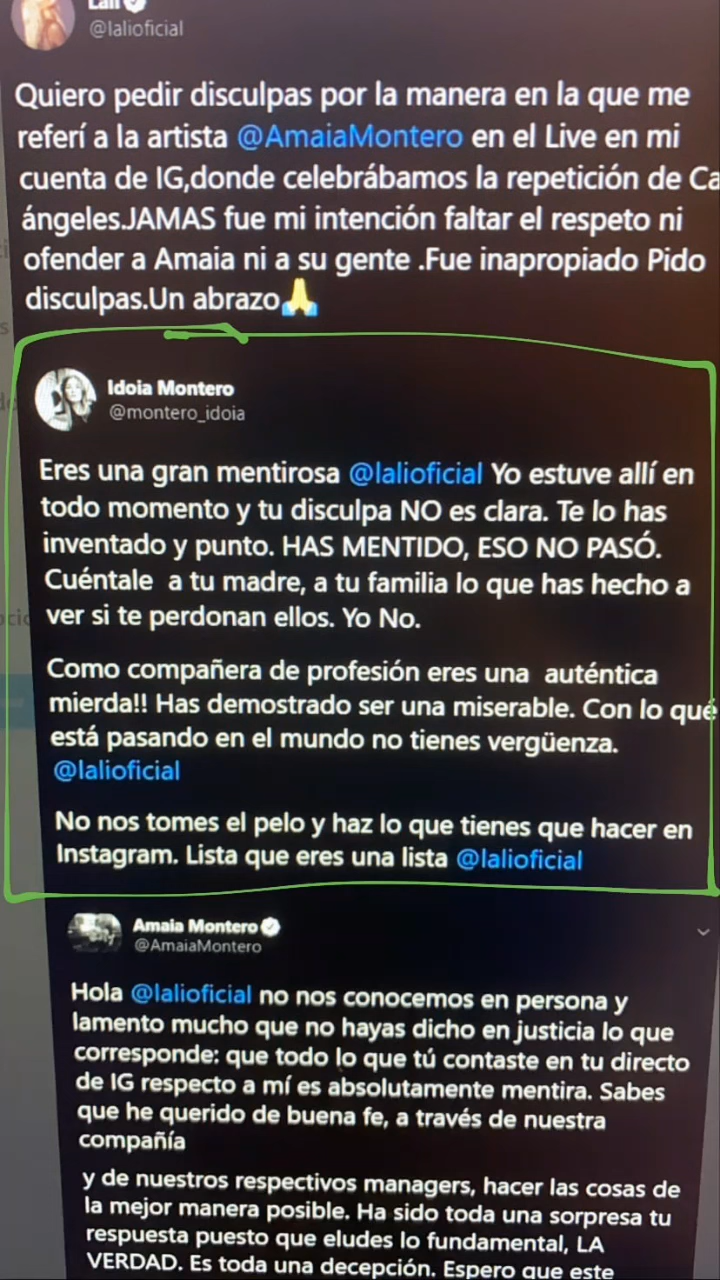 Lali
@lalioficial
Quiero pedir disculpas por la manera en la que me
referí a la artista @AmaiaMontero en el Live en mi
cuenta de IG,donde celebrábamos la repetición de Ca
ángeles.JAMAS fue mi intención faltar el respeto ni
ofender a Amaia ni a su gente .Fue inapropiado Pido
disculpas.Un abrazo🙏
Idoia Montero
@montero_idoia
Eres una gran mentirosa @lalioficial Yo estuve allí en
todo momento y tu disculpa NO es clara. Te lo has
inventado y punto. HAS MENTIDO, ESO NO PASÓ.
Cuéntale a tu madre, a tu familia lo que has hecho a
ver si te perdonan ellos. Yo No.
Como compañera de profesión eres una auténtica
mierda!! Has demostrado ser una miserable. Con lo que
está pasando en el mundo no tienes vergüenza.
@lalioficial
No nos tomes el pelo y haz lo que tienes que hacer en
Instagram. Lista que eres una lista @lalioficial
Amaia Montero
@AmaiaMontero
Hola @lalioficial no nos conocemos en persona y
lamento mucho que no hayas dicho en justicia lo que
corresponde: que todo lo que tú contaste en tu directo
de IG respecto a mí es absolutamente mentira. Sabes
que he querido de buena fe, a través de nuestra
compañía
y de nuestros respectivos managers, hacer las cosas de
la mejor manera posible. Ha sido toda una sorpresa tu
respuesta puesto que eludes lo fundamental, LA
VERDAD. Es toda una decepción. Espero que este